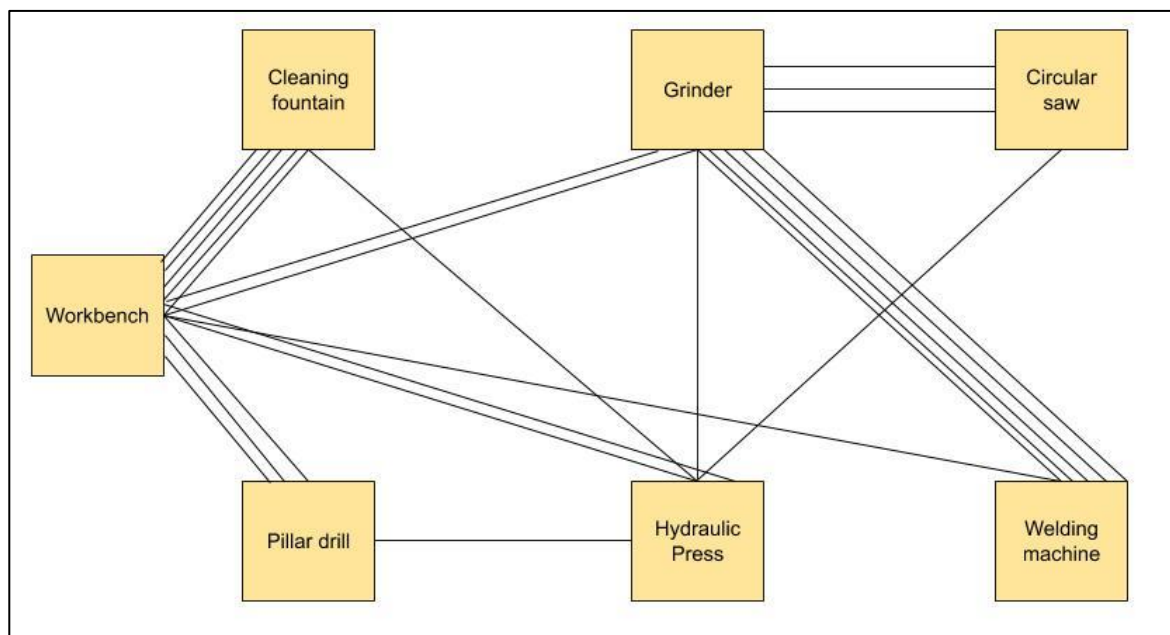 Cleaning
fountain
Grinder
Circular
saw
Workbench
Pillar drill
Hydraulic
Press
Welding
machine